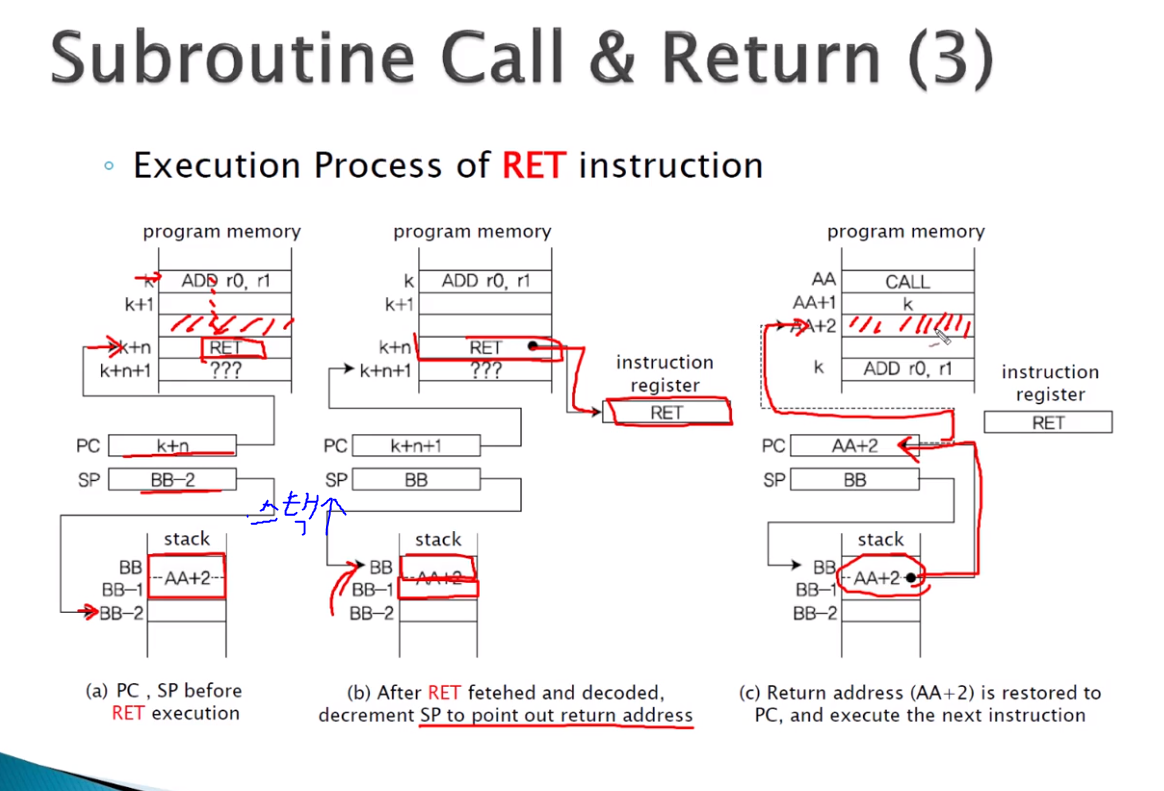 Subroutine Call & Return (3)
Execution Process of RET instruction
program memory
k ADD r0, r1
k+1
k+n RET
k+n+1 ???
PC k+n
SP BB-2
stack
BB
AA+2
BB-1
BB-2
(a) PC , SP before
RET execution
스택
program memory
k ADD r0, r1
k+1
k+n RET
k+n+1 ???
instruction
register
RET
PC k+n+1
SP BB
stack
BB
AA+2
BB-1
BB-2
(b) After RET fetehed and decoded,
decrement SP to point out return address
program memory
AA CALL
AA+1 k
AA+2
k ADD r0, r1
instruction
register
RET
PC AA+2
SP BB
stack
BB
AA+2
BB-1
BB-2
(c) Return address (AA+2) is restored to
PC, and execute the next instruction